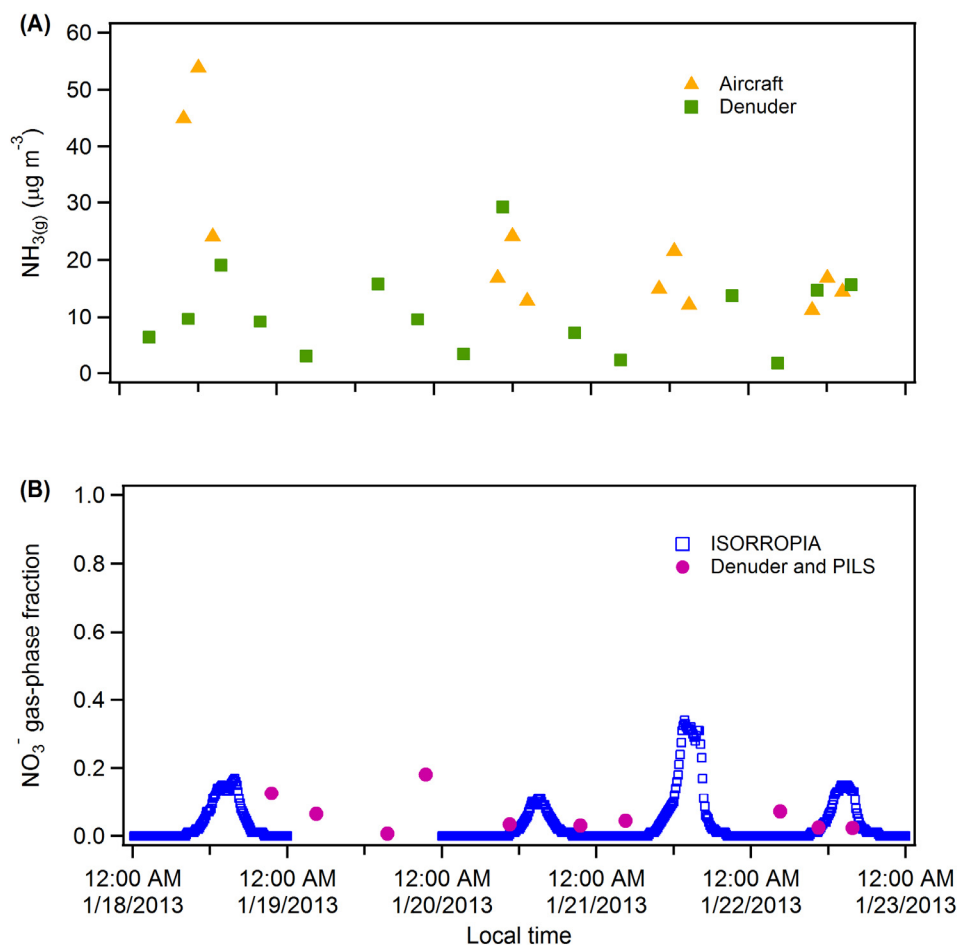 (A)
60
50
40
30
20
10
0
NH3(g) (μg m⁻³)
Aircraft
Denuder
(B)
1.0
0.8
0.6
0.4
0.2
0.0
NO3⁻ gas-phase fraction
ISORROPIA
Denuder and PILS
12:00 AM 12:00 AM 12:00 AM 12:00 AM 12:00 AM 12:00 AM
1/18/2013 1/19/2013 1/20/2013 1/21/2013 1/22/2013 1/23/2013
Local time